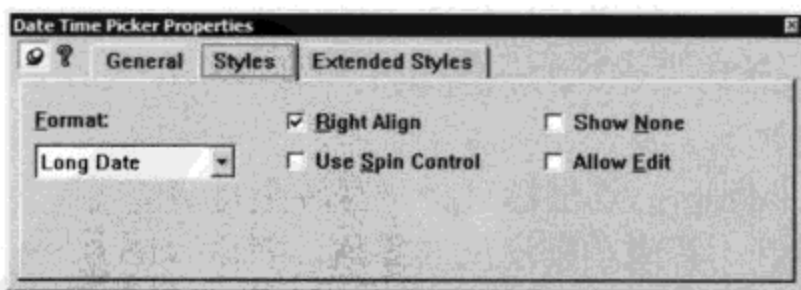 Date Time Picker Properties
General Styles Extended Styles
Format: Right Align Show None
Long Date Use Spin Control Allow Edit